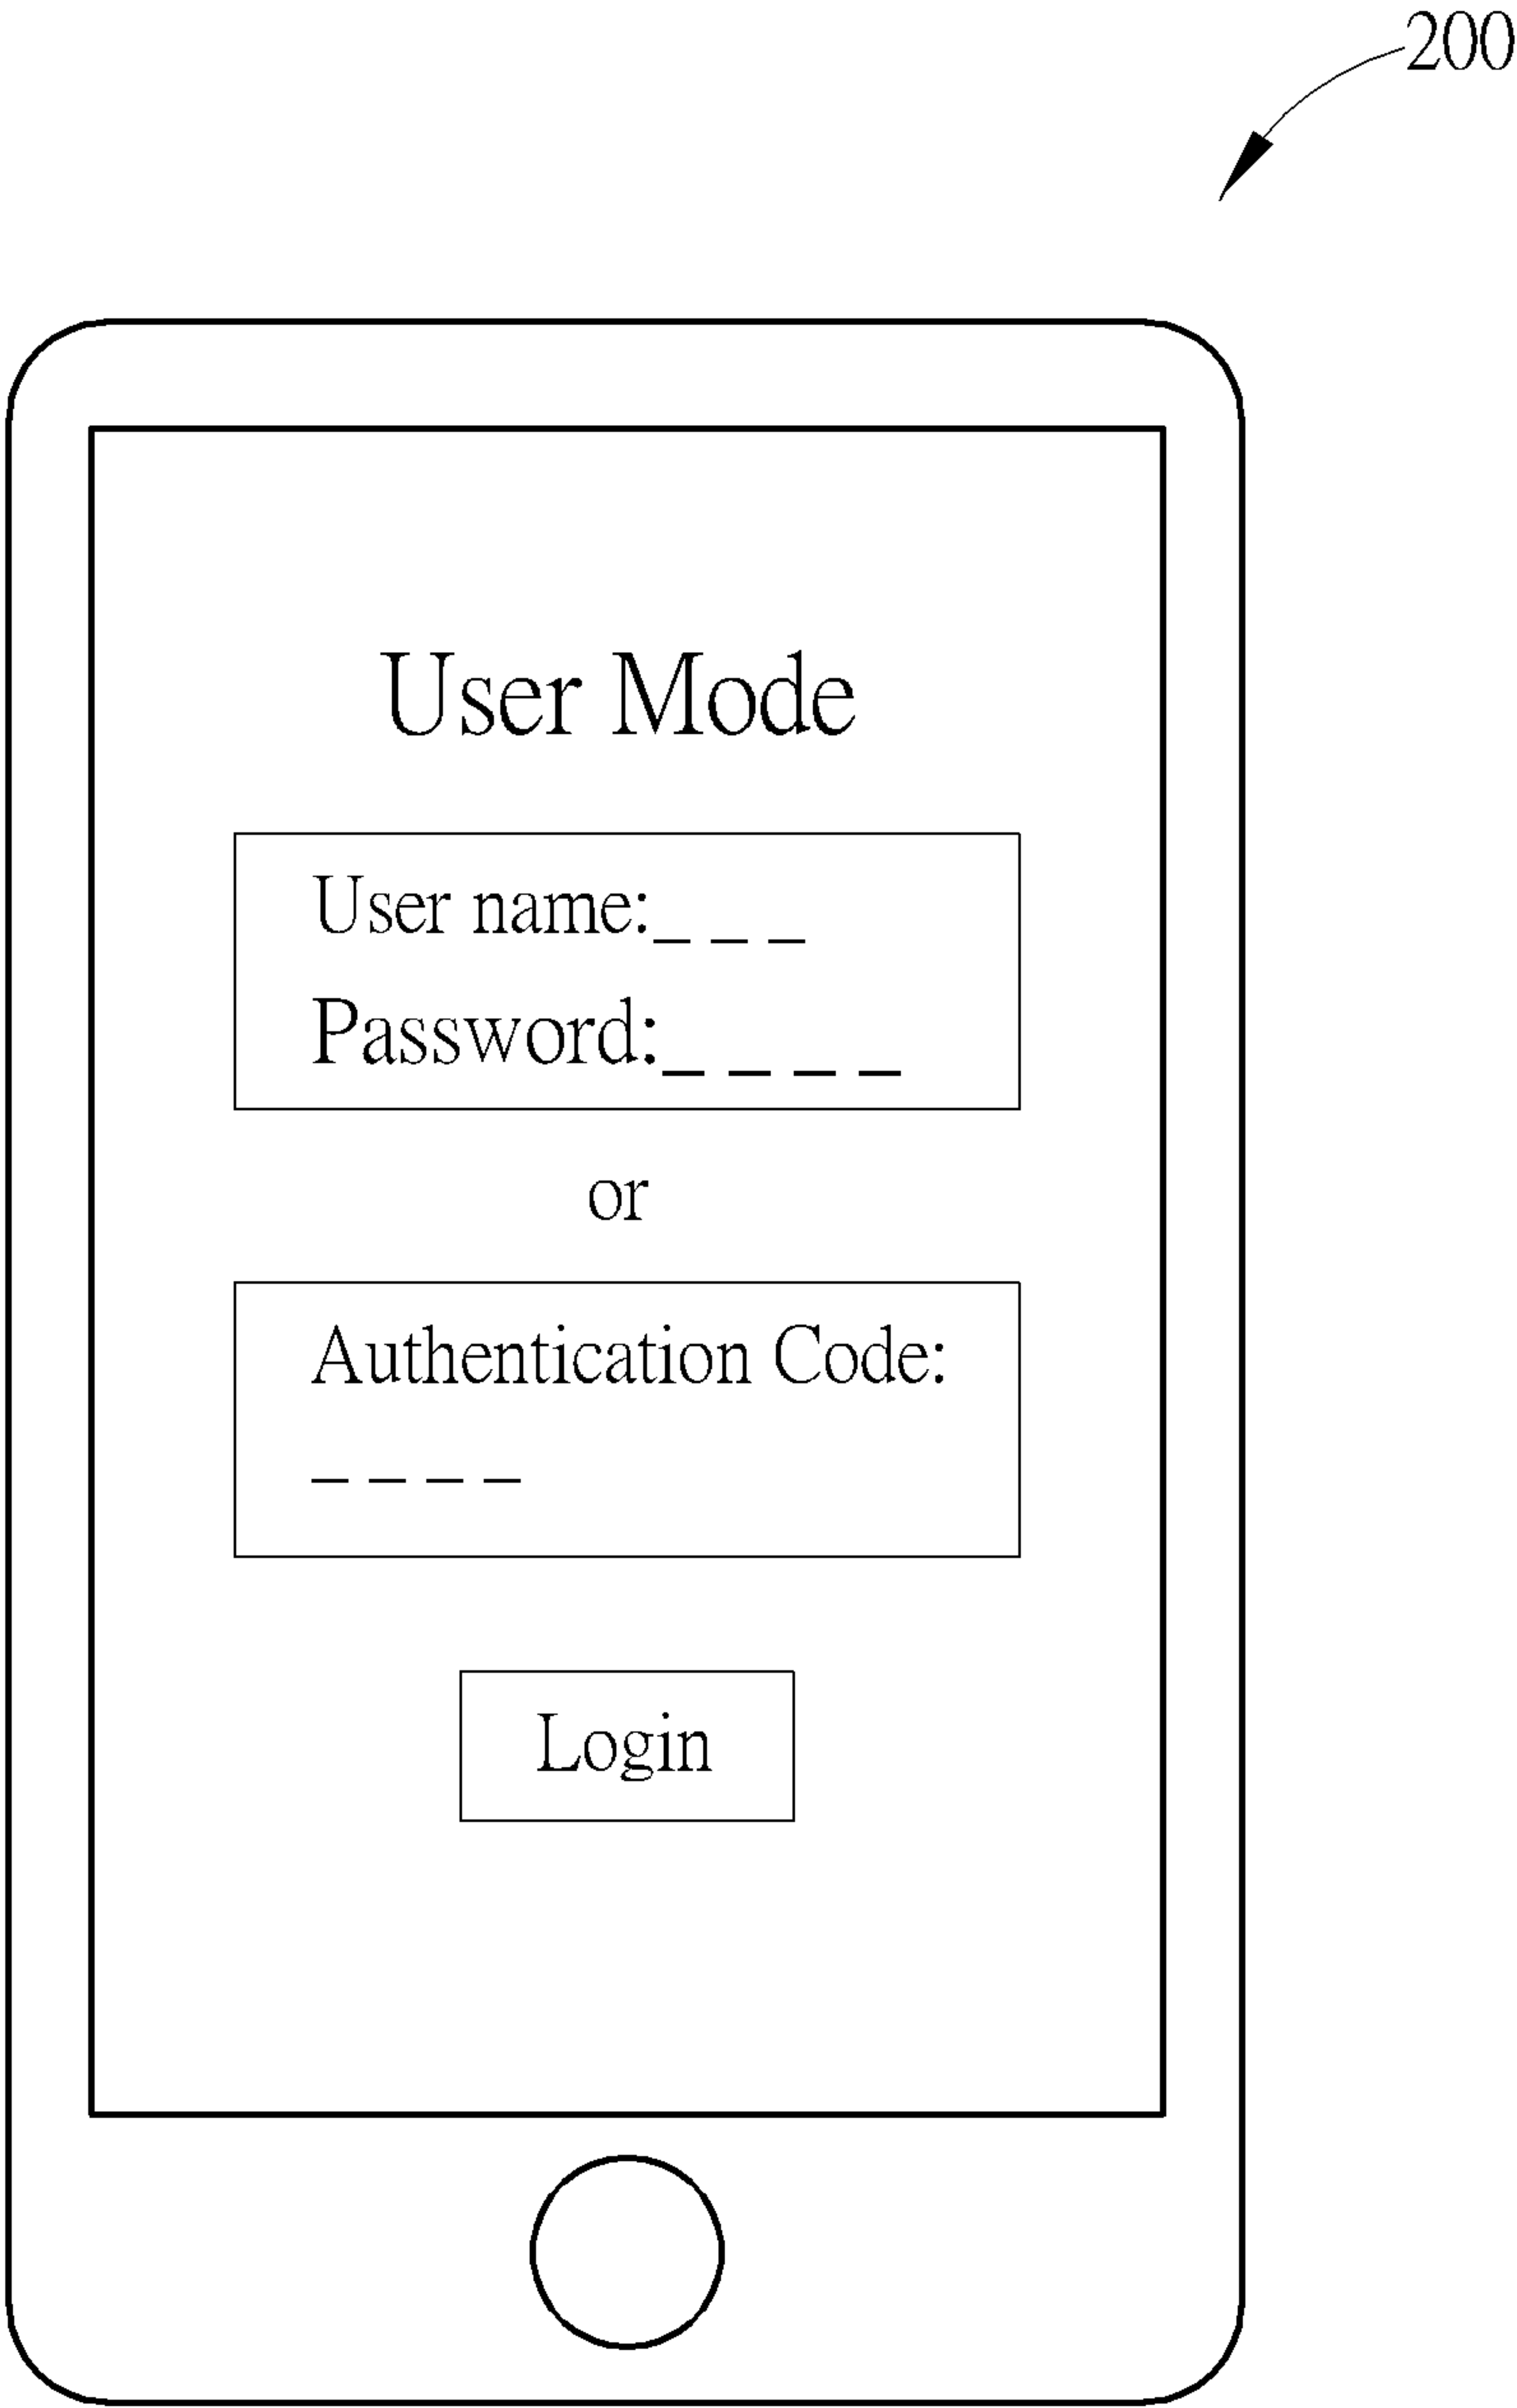 200
User Mode
User name:_ _ _
Password:_ _ _ _
or
Authentication Code:
_ _ _ _
Login